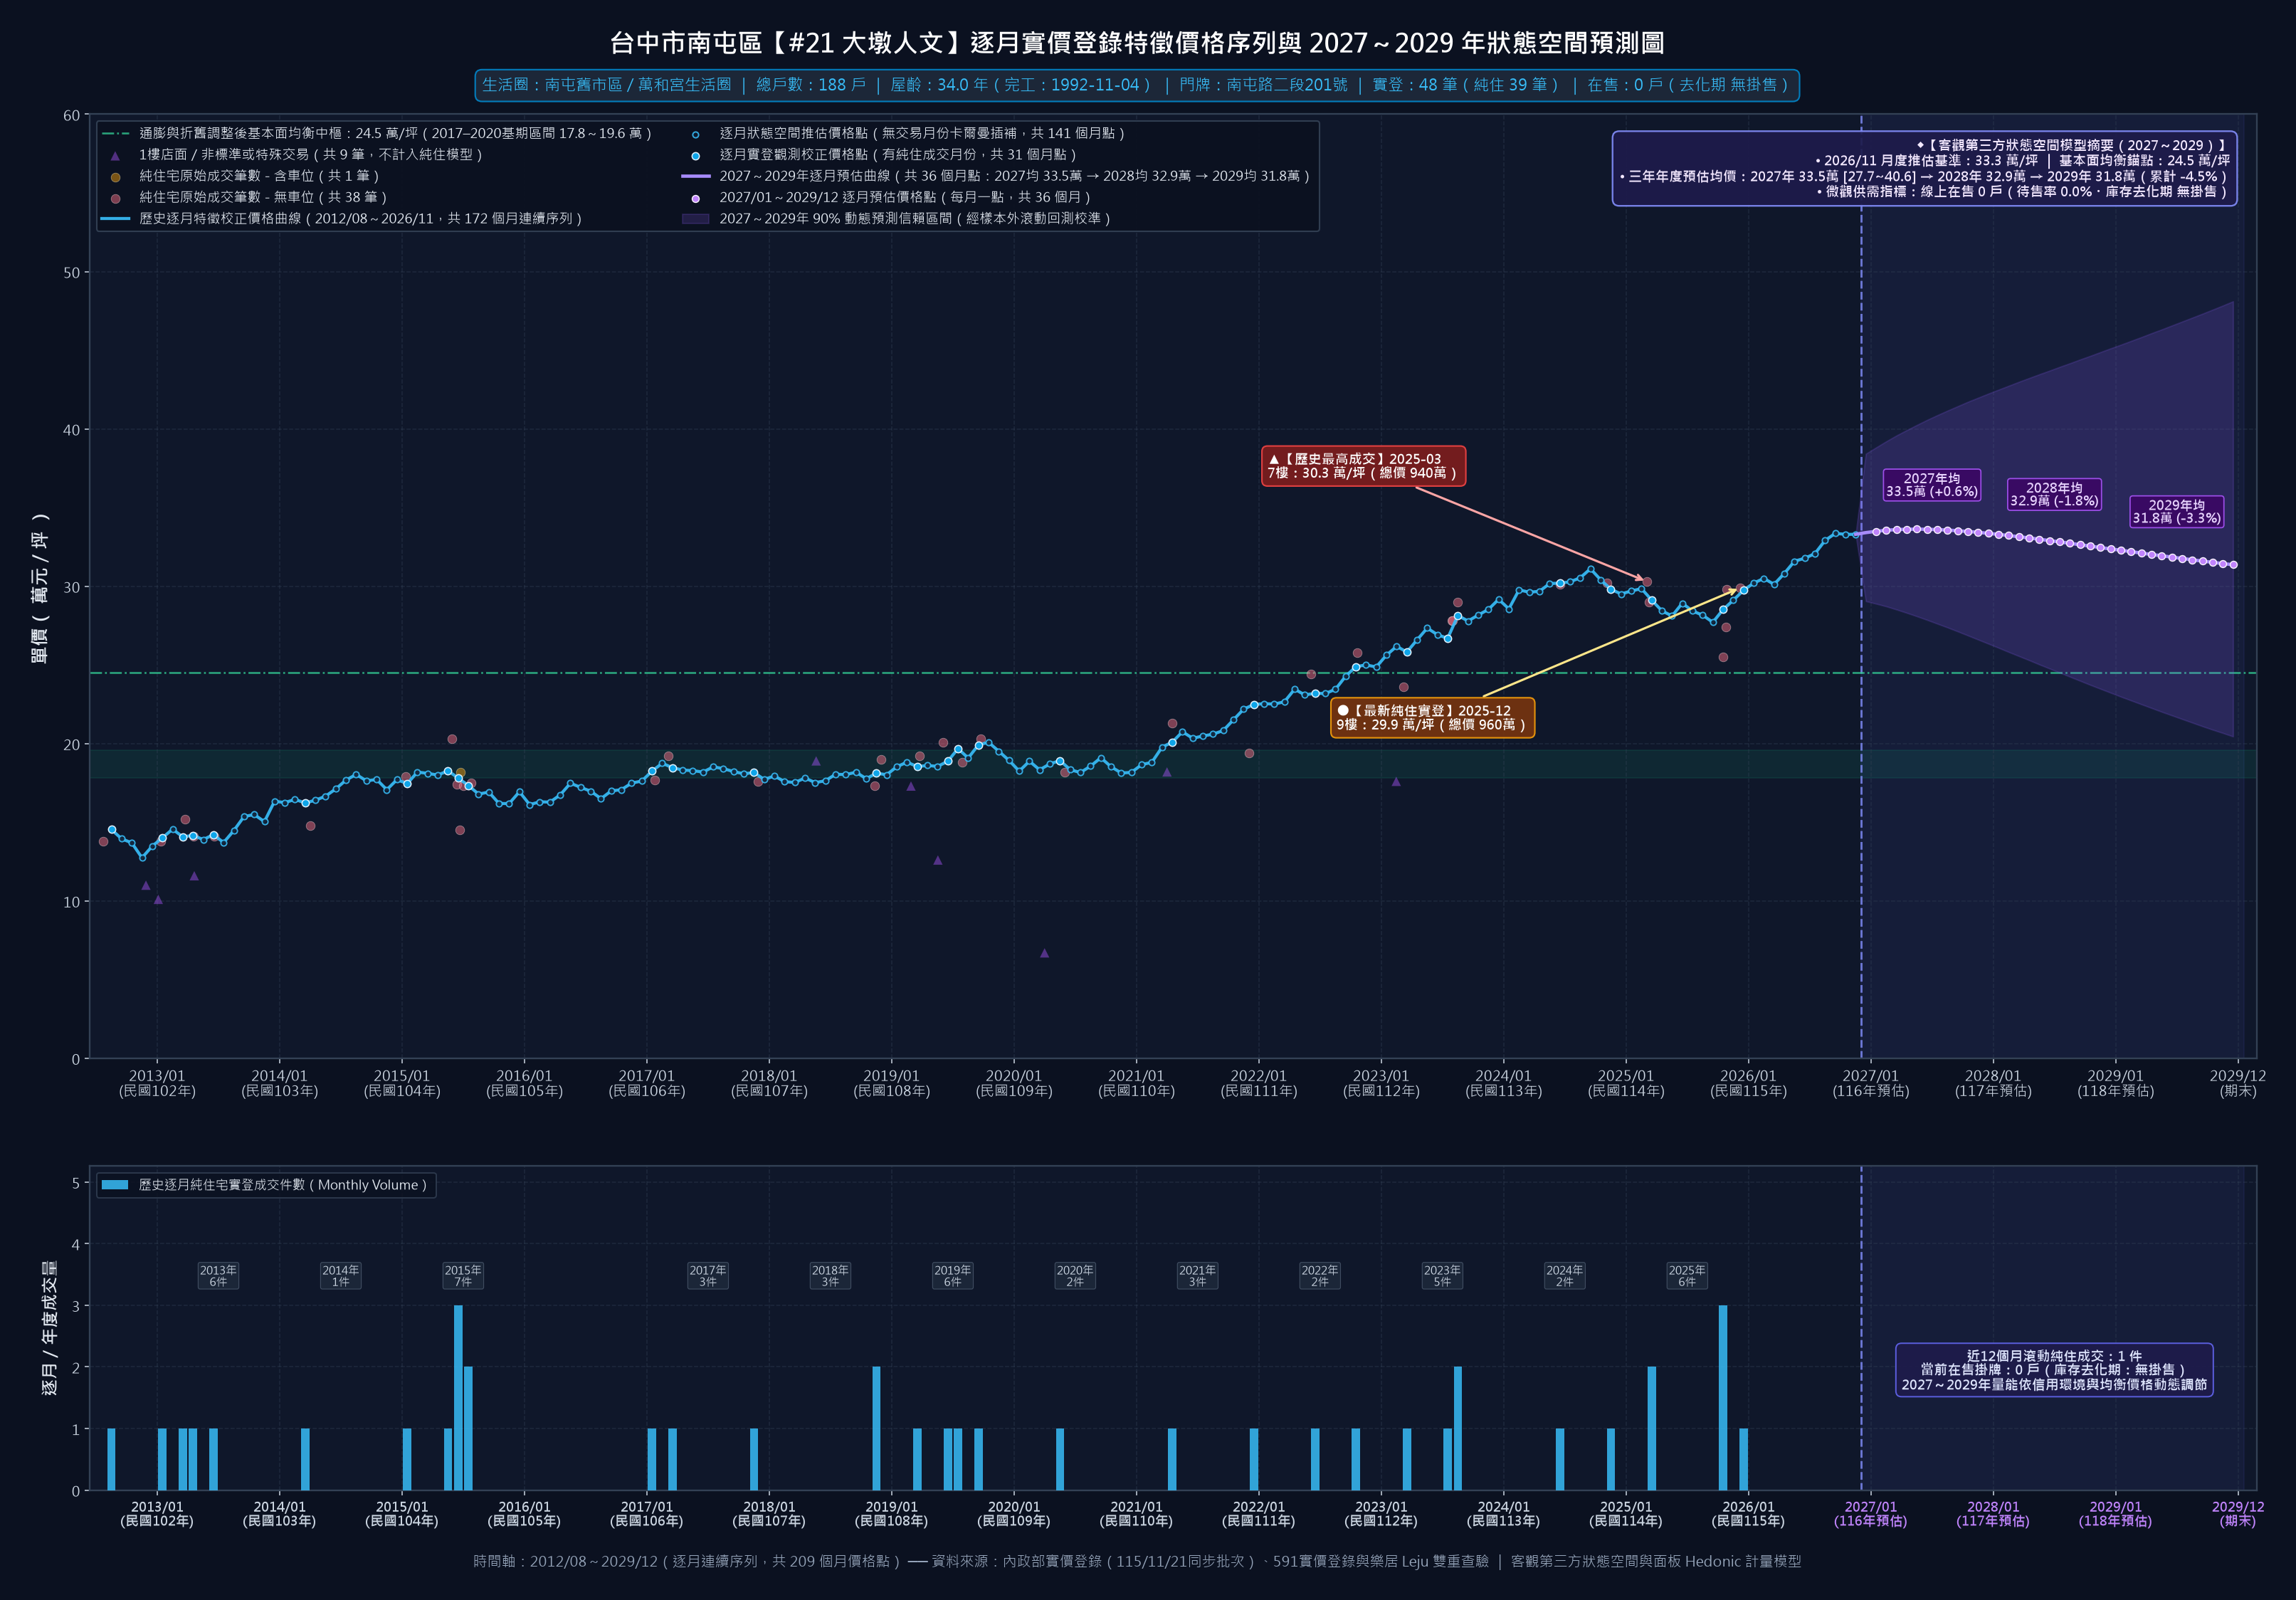 台中市南屯區【#21 大墩人文】逐月實價登錄特徵價格序列與 2027～2029 年狀態空間預測圖
生活圈：南屯舊市區 / 萬和宮生活圈 ｜ 總戶數：188 戶 ｜ 屋齡：34.0 年（完工：1992-11-04） ｜ 門牌：南屯路二段201號 ｜ 實登：48 筆（純住 39 筆） ｜ 在售：0 戶（去化期 無掛售）
通膨與折舊調整後基本面均衡中樞：24.5 萬/坪（2017–2020基期區間 17.8～19.6 萬）
1樓店面 / 非標準或特殊交易（共 9 筆，不計入純住模型）
純住宅原始成交筆數 - 含車位（共 1 筆）
純住宅原始成交筆數 - 無車位（共 38 筆）
歷史逐月特徵校正價格曲線（2012/08～2026/11，共 172 個月連續序列）
逐月狀態空間推估價格點（無交易月份卡爾曼插補，共 141 個月點）
逐月實登觀測校正價格點（有純住成交月份，共 31 個月點）
2027～2029年逐月預估曲線（共 36 個月點：2027均 33.5萬 → 2028均 32.9萬 → 2029均 31.8萬）
2027/01～2029/12 逐月預估價格點（每月一點，共 36 個月）
2027～2029年 90% 動態預測信賴區間（經樣本外滾動回測校準）
◆【客觀第三方狀態空間模型摘要（2027～2029）】
• 2026/11 月度推估基準：33.3 萬/坪 ｜ 基本面均衡錨點：24.5 萬/坪
• 三年年度預估均價：2027年 33.5萬 [27.7~40.6] → 2028年 32.9萬 → 2029年 31.8萬（累計 -4.5%）
• 微觀供需指標：線上在售 0 戶（待售率 0.0%‧庫存去化期 無掛售）
▲【歷史最高成交】2025-03
7樓：30.3 萬/坪（總價 940萬）
●【最新純住實登】2025-12
9樓：29.9 萬/坪（總價 960萬）
2027年均
33.5萬 (+0.6%)
2028年均
32.9萬 (-1.8%)
2029年均
31.8萬 (-3.3%)
單價（萬元 / 坪）
60
50
40
30
20
10
0
2013/01
(民國102年)
2014/01
(民國103年)
2015/01
(民國104年)
2016/01
(民國105年)
2017/01
(民國106年)
2018/01
(民國107年)
2019/01
(民國108年)
2020/01
(民國109年)
2021/01
(民國110年)
2022/01
(民國111年)
2023/01
(民國112年)
2024/01
(民國113年)
2025/01
(民國114年)
2026/01
(民國115年)
2027/01
(116年預估)
2028/01
(117年預估)
2029/01
(118年預估)
2029/12
(期末)
歷史逐月純住宅實登成交件數（Monthly Volume）
逐月 / 年度成交量
5
4
3
2
1
0
2013年
6件
2014年
1件
2015年
7件
2017年
3件
2018年
3件
2019年
6件
2020年
2件
2021年
3件
2022年
2件
2023年
5件
2024年
2件
2025年
6件
近12個月滾動純住成交：1 件
當前在售掛牌：0 戶（庫存去化期：無掛售）
2027～2029年量能依信用環境與均衡價格動態調節
2013/01
(民國102年)
2014/01
(民國103年)
2015/01
(民國104年)
2016/01
(民國105年)
2017/01
(民國106年)
2018/01
(民國107年)
2019/01
(民國108年)
2020/01
(民國109年)
2021/01
(民國110年)
2022/01
(民國111年)
2023/01
(民國112年)
2024/01
(民國113年)
2025/01
(民國114年)
2026/01
(民國115年)
2027/01
(116年預估)
2028/01
(117年預估)
2029/01
(118年預估)
2029/12
(期末)
時間軸：2012/08～2029/12（逐月連續序列，共 209 個月價格點）── 資料來源：內政部實價登錄（115/11/21同步批次）、591實價登錄與樂居 Leju 雙重查驗 ｜ 客觀第三方狀態空間與面板 Hedonic 計量模型